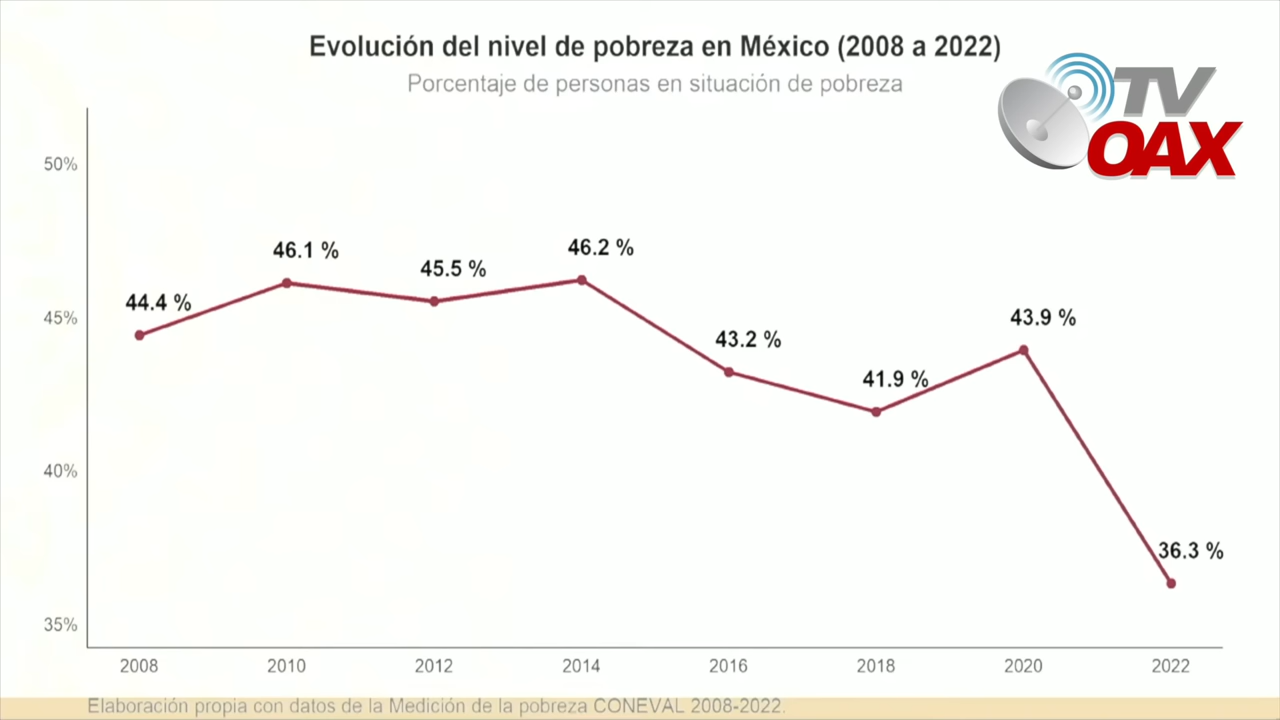 Evolución del nivel de pobreza en México (2008 a 2022)
Porcentaje de personas en situación de pobreza
TV
OAX
50%
46.1 %
46.2 %
45.5 %
44.4 %
45%
43.9 %
43.2 %
41.9 %
40%
36.3 %
35%
2008 2010 2012 2014 2016 2018 2020 2022
Elaboración propia con datos de la Medición de la pobreza CONEVAL 2008-2022.